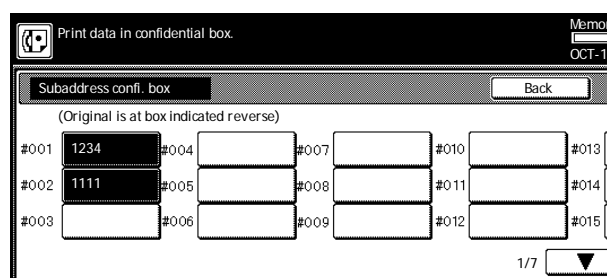 Print data in confidential box.
Memo
OCT-1
Subaddress confi. box
Back
(Original is at box indicated reverse)
#001 1234 #004 #007 #010 #013
#002 1111 #005 #008 #011 #014
#003 #006 #009 #012 #015
1/7